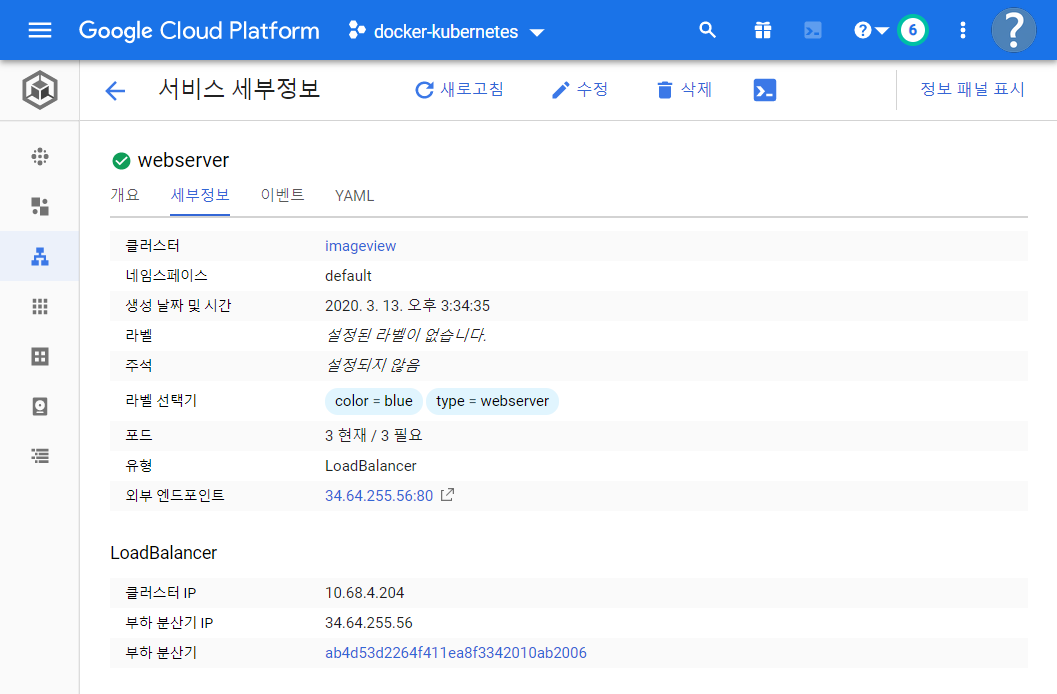 Google Cloud Platform docker-kubernetes 6 ?
서비스 세부정보 새로고침 수정 삭제 정보 패널 표시
webserver
개요 세부정보 이벤트 YAML
클러스터 imageview
네임스페이스 default
생성 날짜 및 시간 2020. 3. 13. 오후 3:34:35
라벨 설정된 라벨이 없습니다.
주석 설정되지 않음
라벨 선택기 color = blue type = webserver
포드 3 현재 / 3 필요
유형 LoadBalancer
외부 엔드포인트 34.64.255.56:80
LoadBalancer
클러스터 IP 10.68.4.204
부하 분산기 IP 34.64.255.56
부하 분산기 ab4d53d2264f411ea8f3342010ab2006